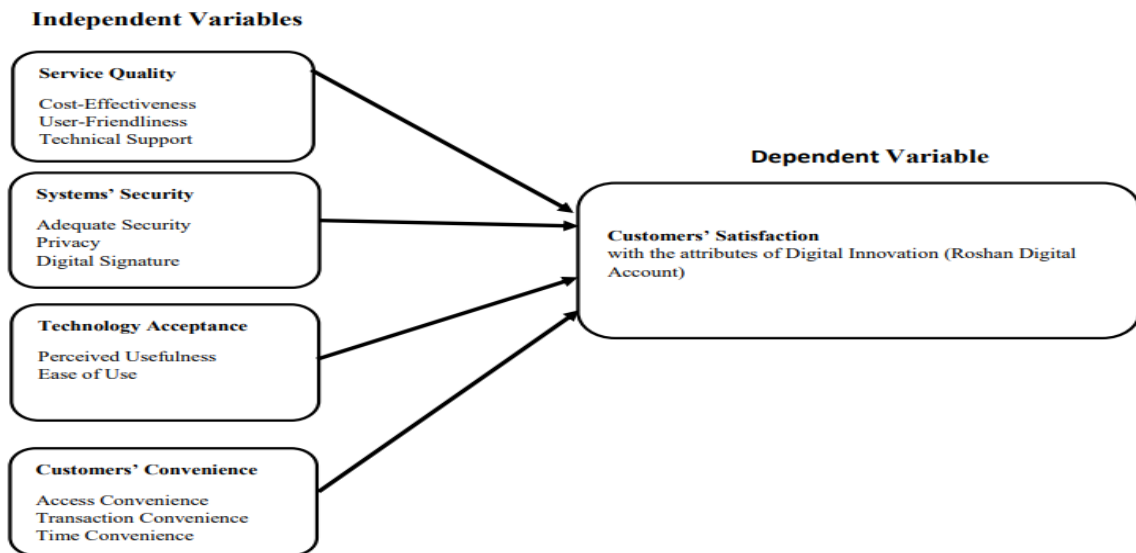 Independent Variables
Service Quality
Cost-Effectiveness
User-Friendliness
Technical Support
Systems’ Security
Adequate Security
Privacy
Digital Signature
Technology Acceptance
Perceived Usefulness
Ease of Use
Customers’ Convenience
Access Convenience
Transaction Convenience
Time Convenience
Dependent Variable
Customers’ Satisfaction
with the attributes of Digital Innovation (Roshan Digital
Account)